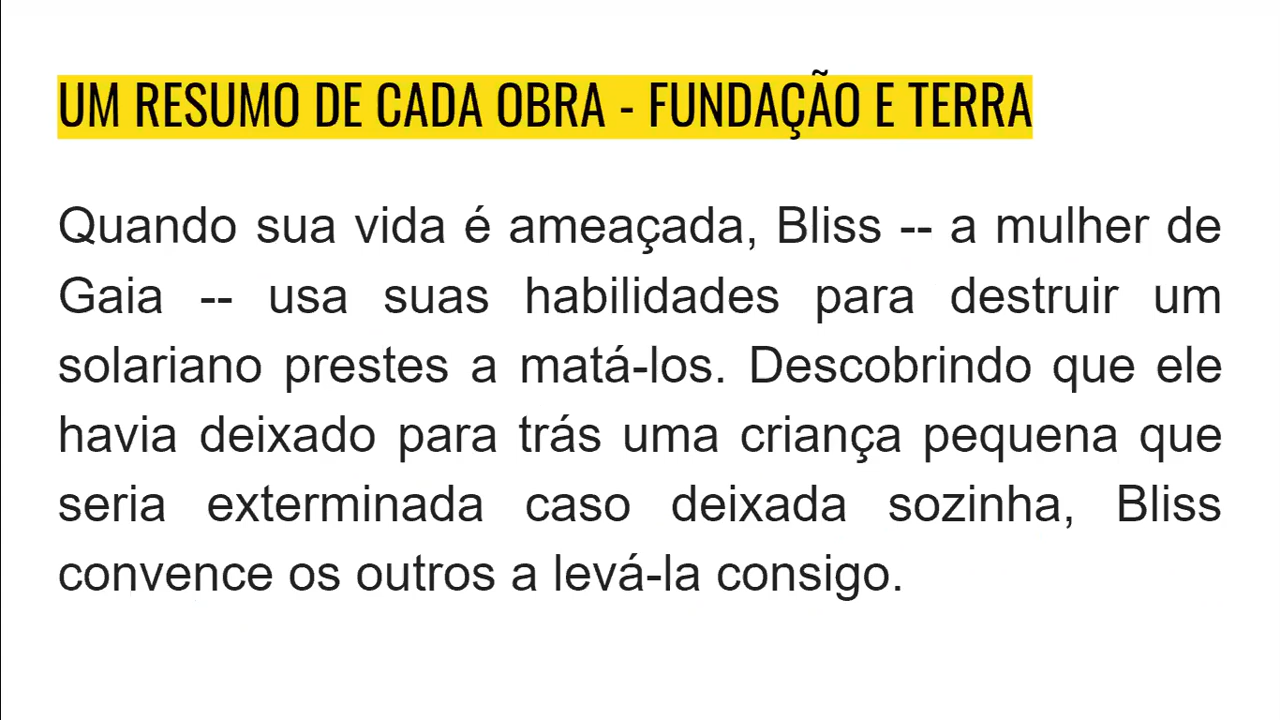 UM RESUMO DE CADA OBRA - FUNDAÇÃO E TERRA
Quando sua vida é ameaçada, Bliss -- a mulher de
Gaia -- usa suas habilidades para destruir um
solariano prestes a matá-los. Descobrindo que ele
havia deixado para trás uma criança pequena que
seria exterminada caso deixada sozinha, Bliss
convence os outros a levá-la consigo.